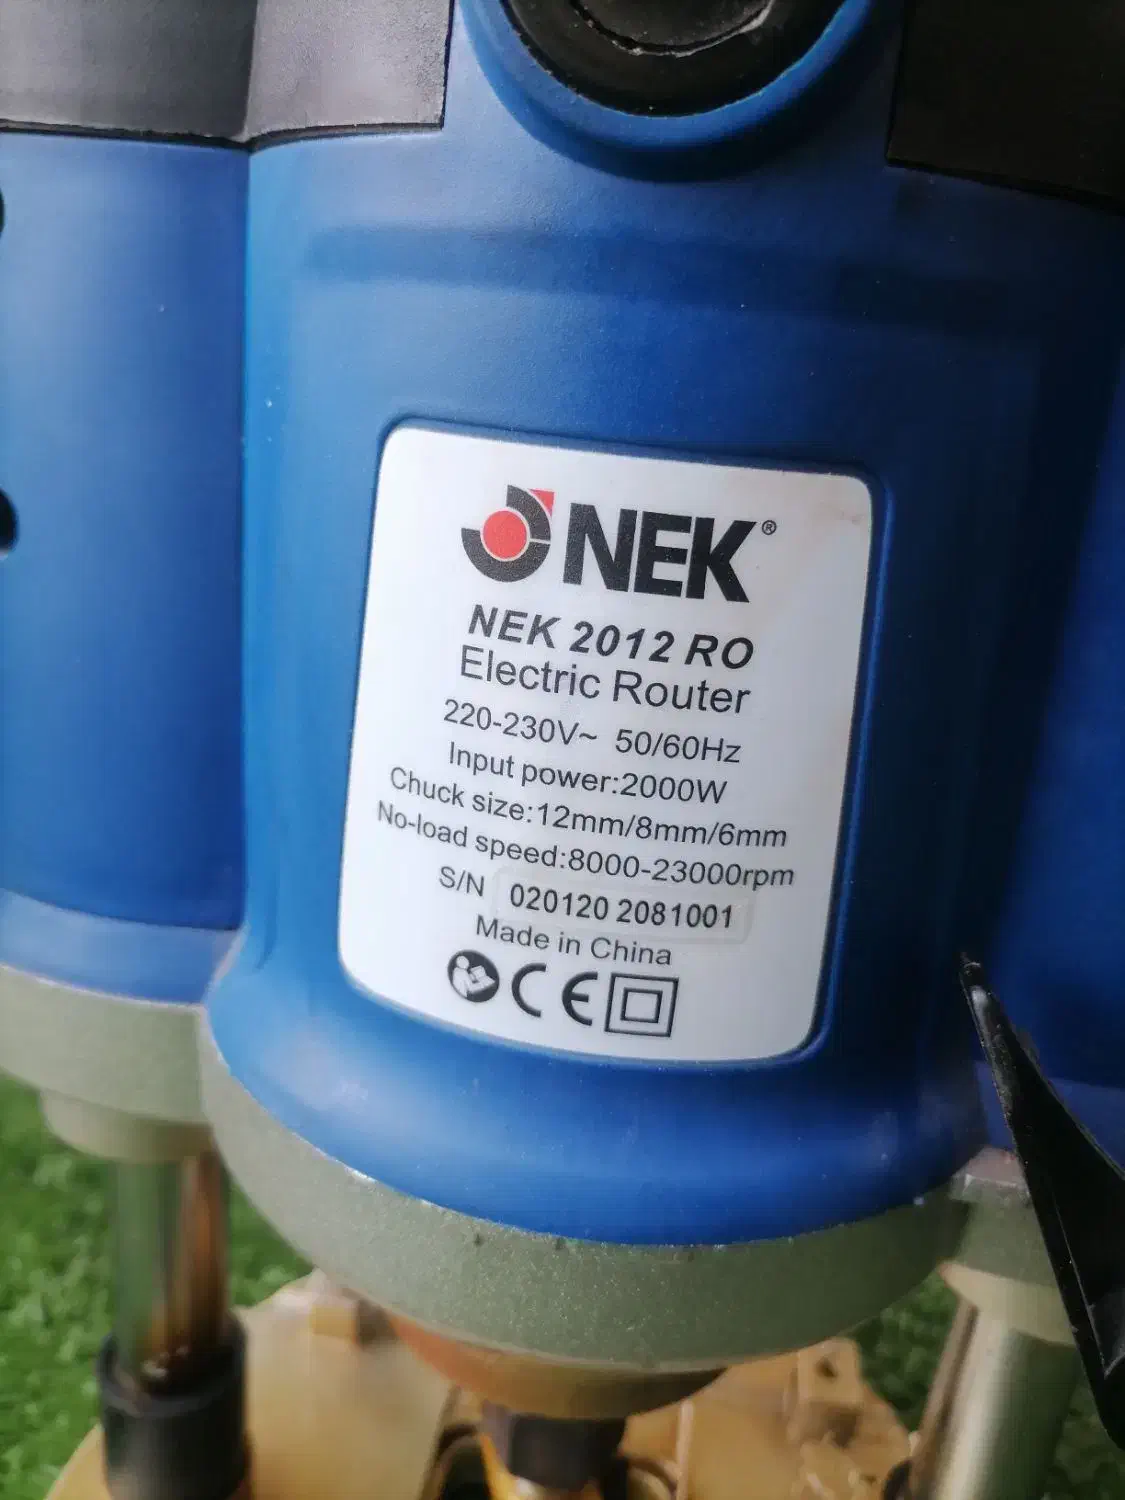 NEK®
NEK 2012 RO
Electric Router
220-230V~ 50/60Hz
Input power:2000W
Chuck size:12mm/8mm/6mm
No-load speed:8000-23000rpm
S/N 020120 2081001
Made in China
CE